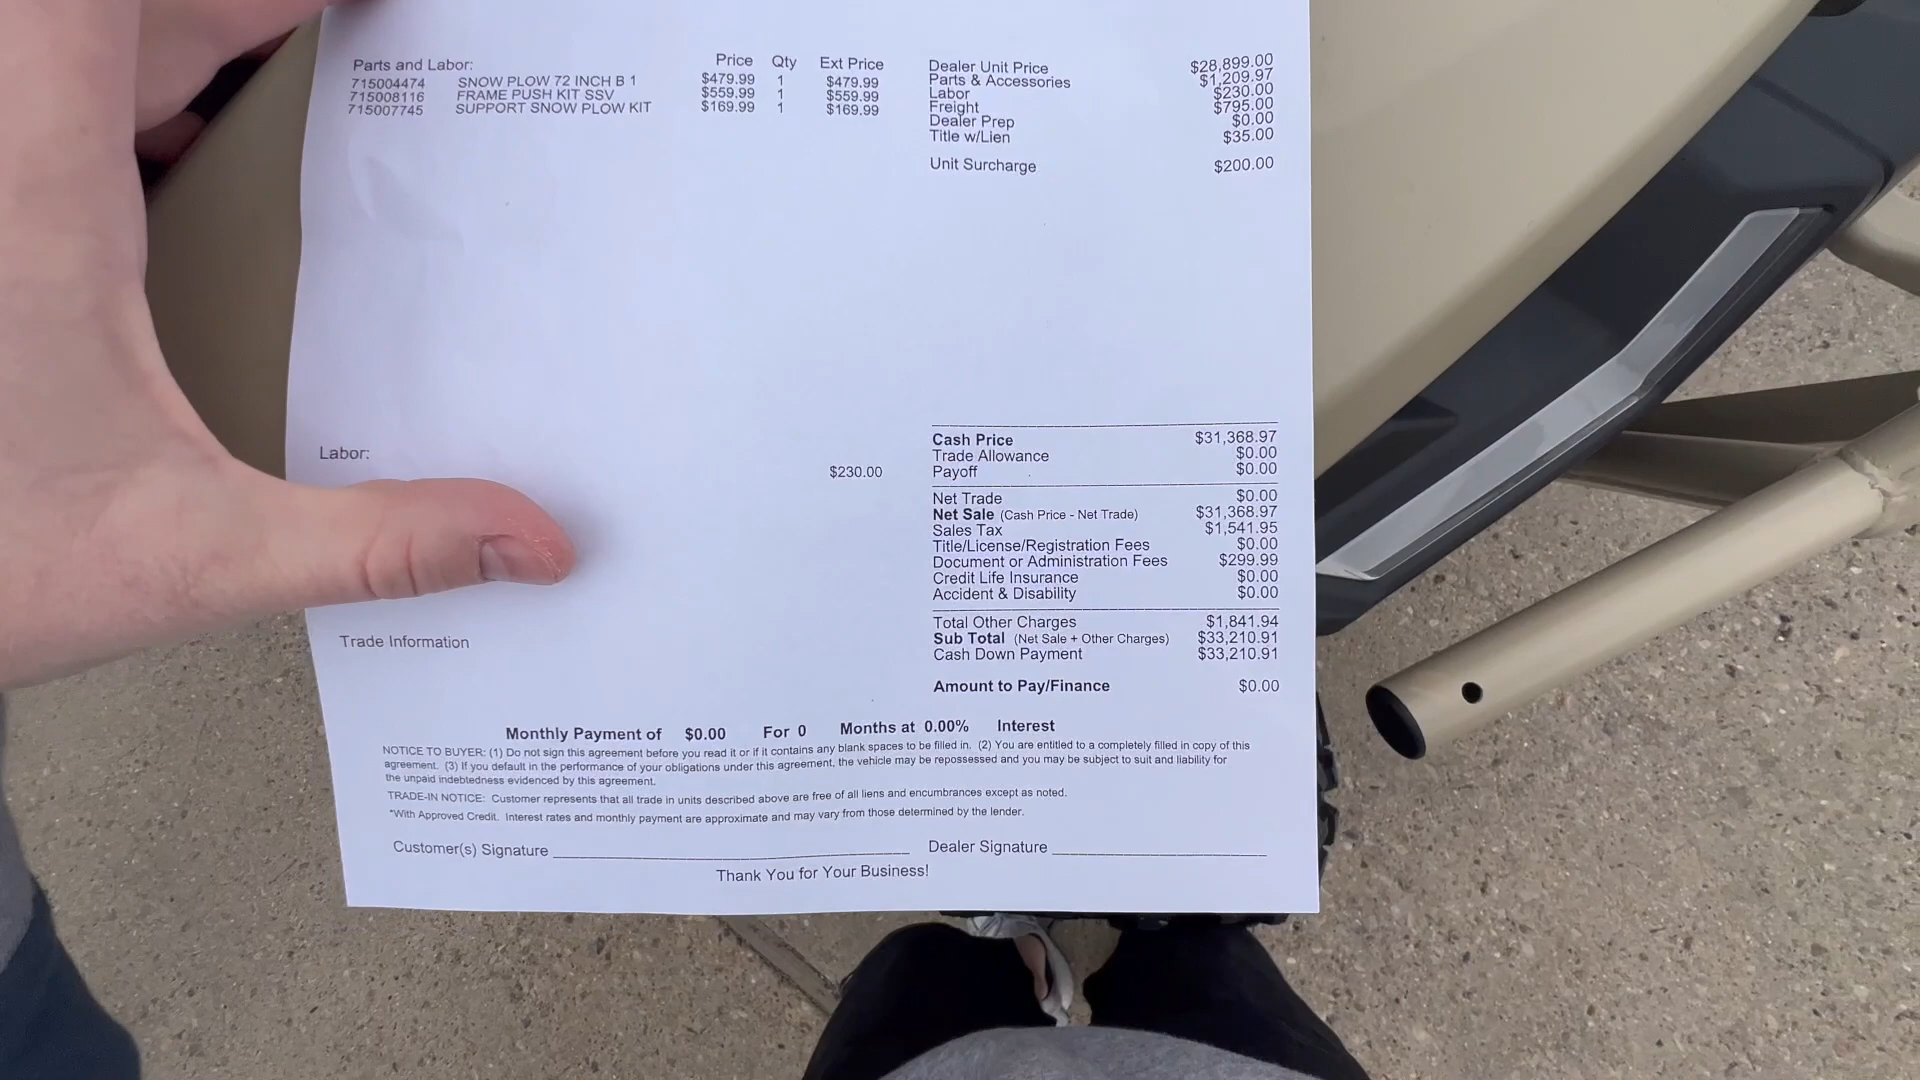 Parts and Labor: Price Qty Ext Price
715004474 SNOW PLOW 72 INCH B 1 $479.99 1 $479.99
715008116 FRAME PUSH KIT SSV $559.99 1 $559.99
715007745 SUPPORT SNOW PLOW KIT $169.99 1 $169.99
Dealer Unit Price $28,899.00
Parts & Accessories $1,209.97
Labor $230.00
Freight $795.00
Dealer Prep $0.00
Title w/Lien $35.00
Unit Surcharge $200.00
Labor:
$230.00
Cash Price $31,368.97
Trade Allowance $0.00
Payoff $0.00
Net Trade $0.00
Net Sale (Cash Price - Net Trade) $31,368.97
Sales Tax $1,541.95
Title/License/Registration Fees $0.00
Document or Administration Fees $299.99
Credit Life Insurance $0.00
Accident & Disability $0.00
Total Other Charges $1,841.94
Sub Total (Net Sale + Other Charges) $33,210.91
Cash Down Payment $33,210.91
Trade Information
Amount to Pay/Finance $0.00
Monthly Payment of $0.00 For 0 Months at 0.00% Interest
NOTICE TO BUYER: (1) Do not sign this agreement before you read it or if it contains any blank spaces to be filled in. (2) You are entitled to a completely filled in copy of this
agreement. (3) If you default in the performance of your obligations under this agreement, the vehicle may be repossessed and you may be subject to suit and liability for
the unpaid indebtedness evidenced by this agreement.
TRADE-IN NOTICE: Customer represents that all trade in units described above are free of all liens and encumbrances except as noted.
*With Approved Credit. Interest rates and monthly payment are approximate and may vary from those determined by the lender.
Customer(s) Signature Dealer Signature
Thank You for Your Business!